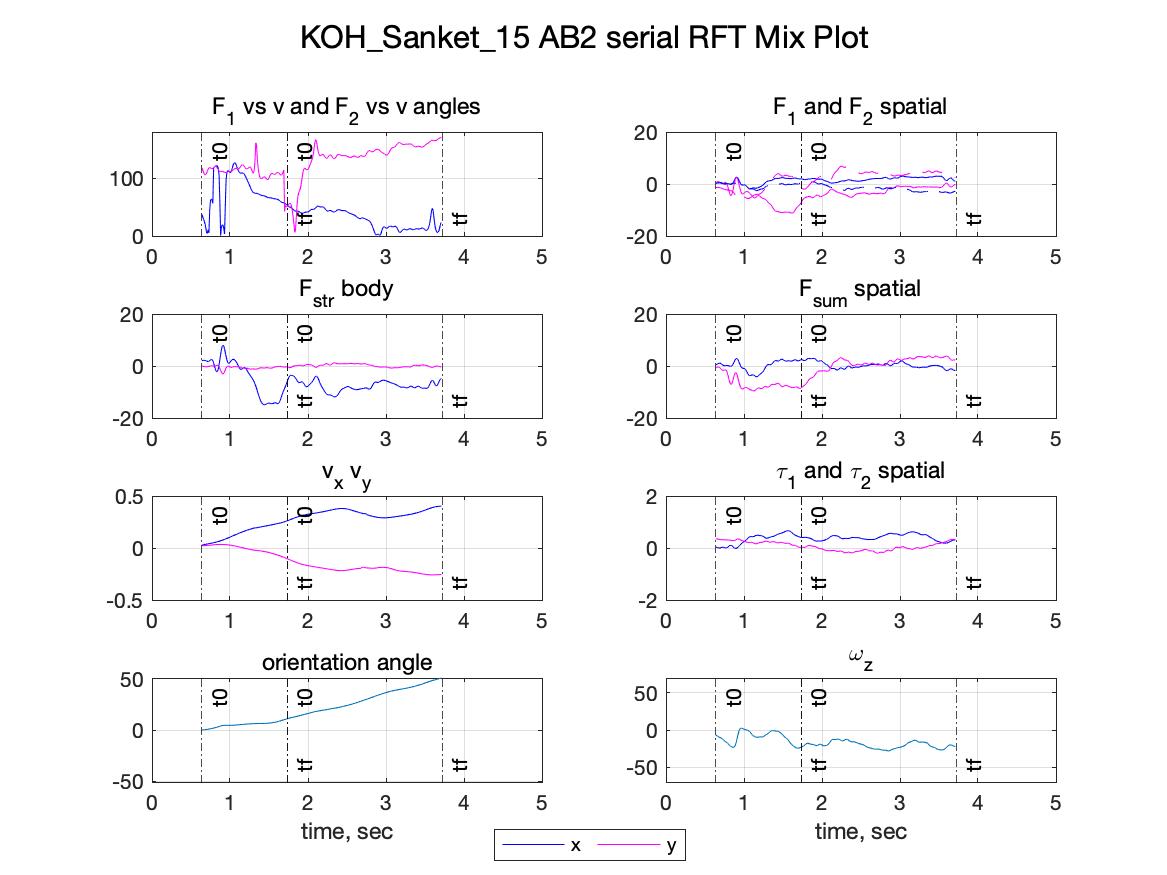 KOH_Sanket_15 AB2 serial RFT Mix Plot
F1 vs v and F2 vs v angles
100
0
t0
t0
tf
tf
0 1 2 3 4 5
F1 and F2 spatial
20
0
-20
t0
t0
tf
tf
0 1 2 3 4 5
Fstr body
20
0
-20
t0
t0
tf
tf
0 1 2 3 4 5
Fsum spatial
20
0
-20
t0
t0
tf
tf
0 1 2 3 4 5
vx vy
0.5
0
-0.5
t0
t0
tf
tf
0 1 2 3 4 5
τ1 and τ2 spatial
2
0
-2
t0
t0
tf
tf
0 1 2 3 4 5
orientation angle
50
0
-50
t0
t0
tf
tf
0 1 2 3 4 5
time, sec
ωz
50
0
-50
t0
t0
tf
tf
0 1 2 3 4 5
time, sec
x y